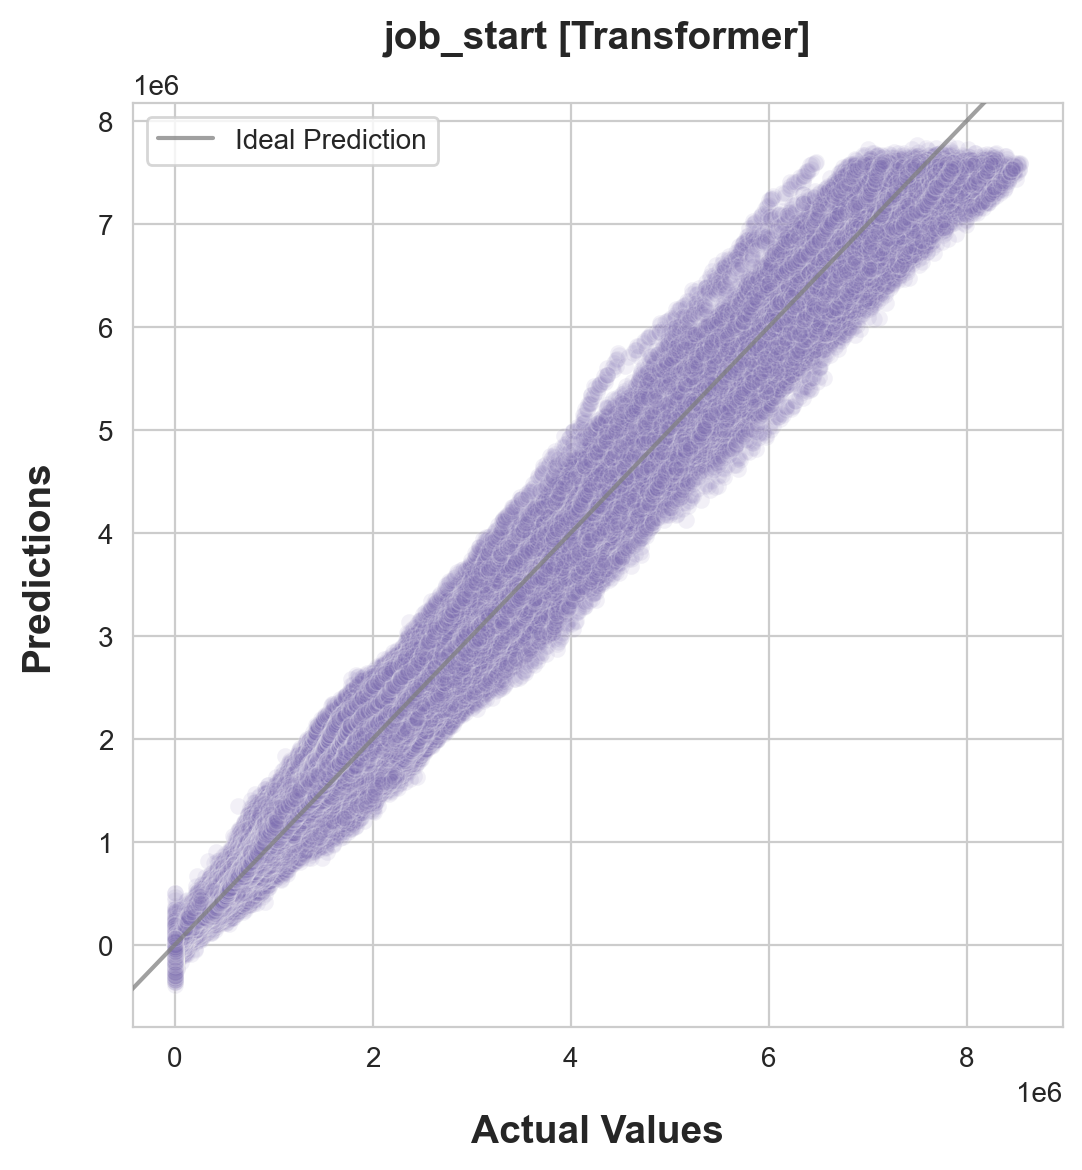 job_start [Transformer]
1e6
Ideal Prediction
8
7
6
5
4
3
2
1
0
Predictions
0 2 4 6 8
1e6
Actual Values